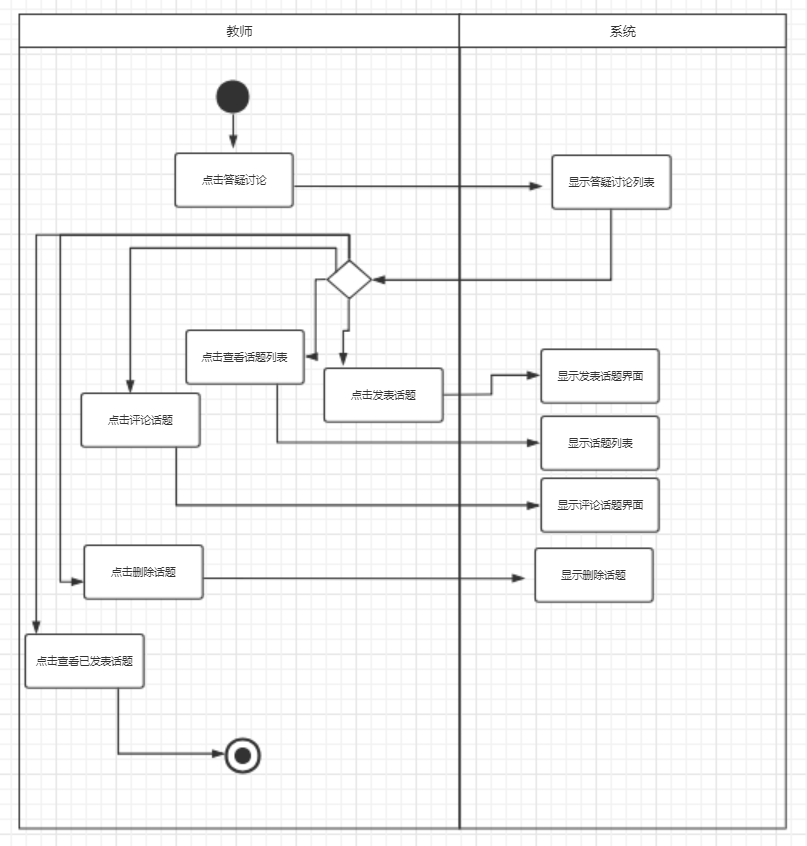 教师
系统
点击答疑讨论
显示答疑讨论列表
点击查看话题列表
点击发表话题
显示发表话题界面
点击评论话题
显示话题列表
显示评论话题界面
点击删除话题
显示删除话题
点击查看已发表话题